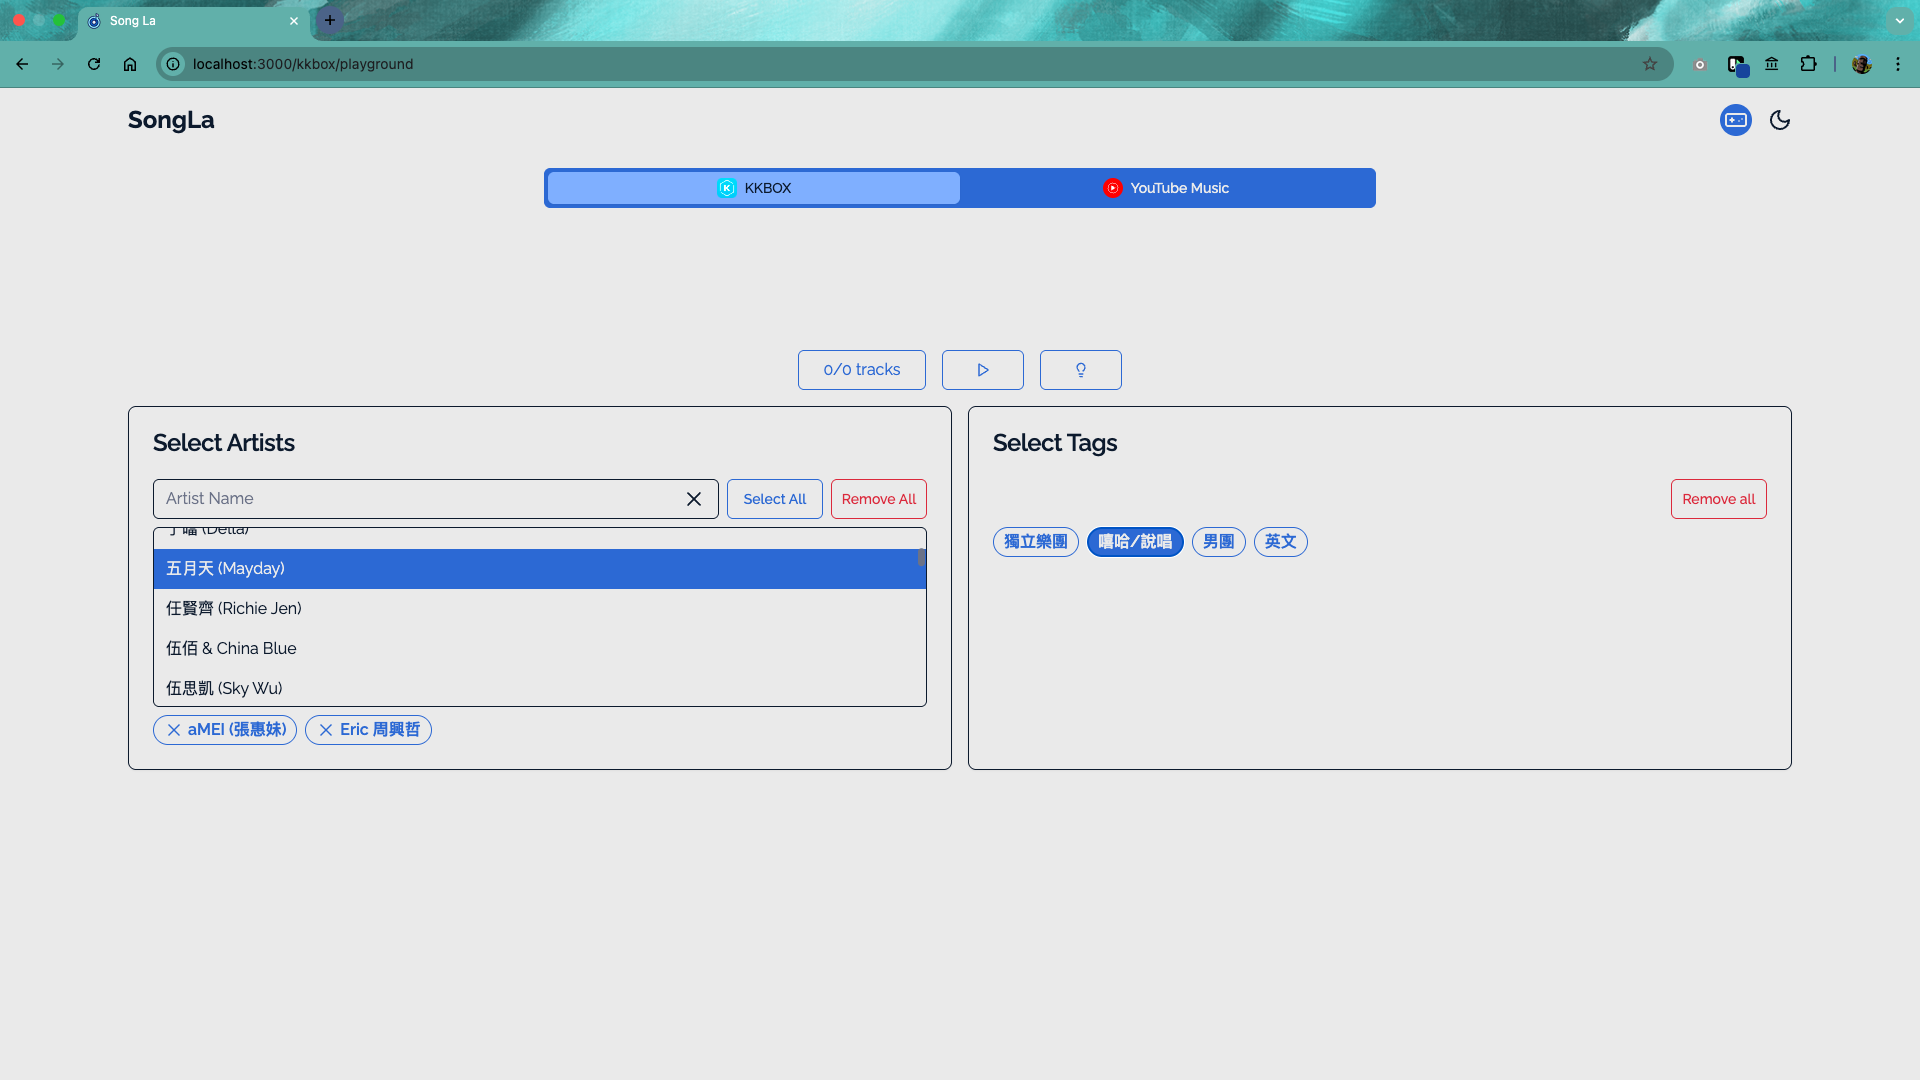 Song La
localhost:3000/kkbox/playground
SongLa
KKBOX
YouTube Music
0/0 tracks
Select Artists
Artist Name
Select All
Remove All
丁噹 (Della)
五月天 (Mayday)
任賢齊 (Richie Jen)
伍佰 & China Blue
伍思凱 (Sky Wu)
aMEI (張惠妹)
Eric 周興哲
Select Tags
Remove all
獨立樂團
嘻哈/說唱
男團
英文